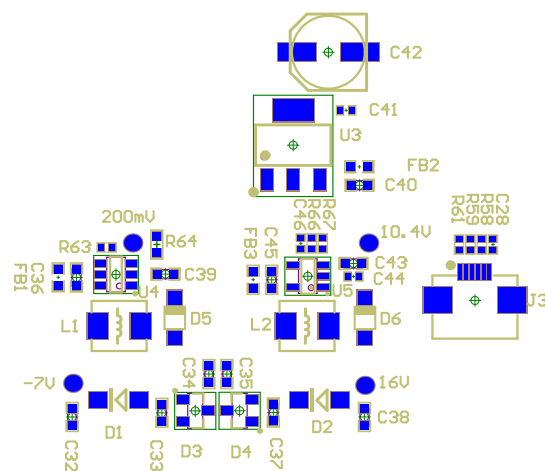 C42
C41
U3
FB2
C40
200mV
C46
R66
R67
R61
R59
R58
C28
R63
R64
FB3
C45
10.4V
FB1
C36
C39
C43
C44
U4
U5
L1
D5
L2
D6
J3
-7V
C34
C35
16V
C32
D1
C33
D3
D4
C37
D2
C38